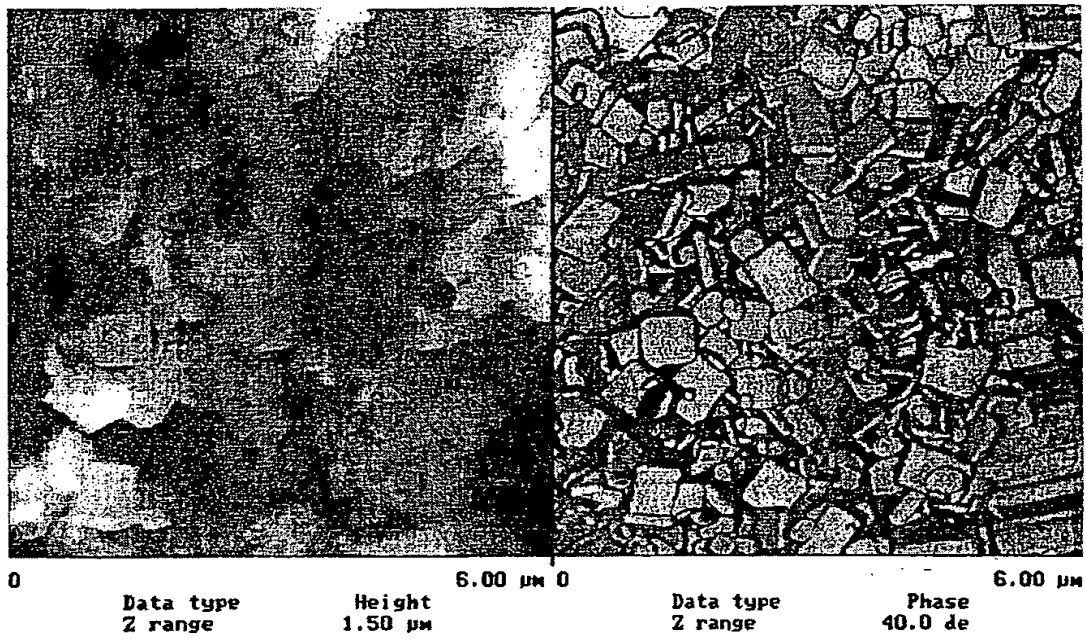 0 6.00 µm 0 6.00 µm
Data type Height Data type Phase
Z range 1.50 µm Z range 40.0 de